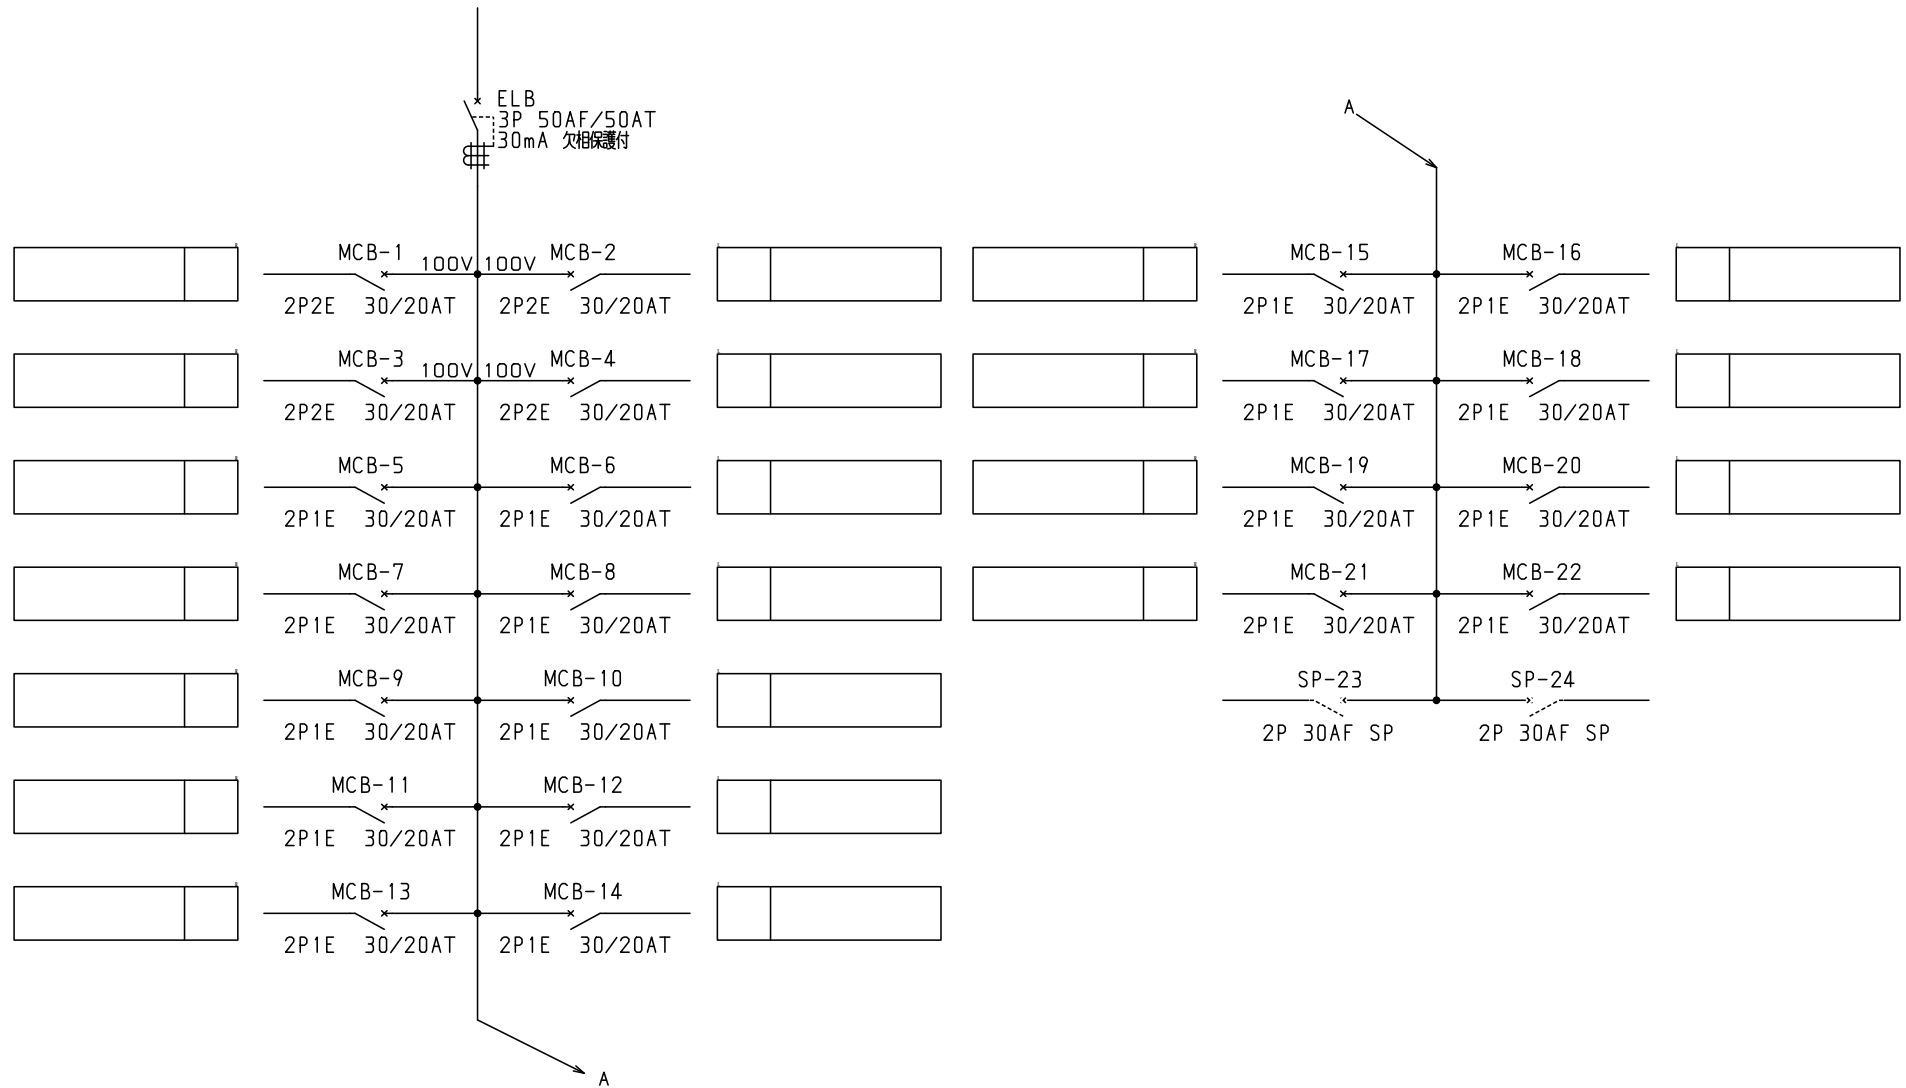 ELB
3P 50AF/50AT
30mA 欠相保護付
MCB-1 100V 100V MCB-2
2P2E 30/20AT 2P2E 30/20AT
MCB-3 100V 100V MCB-4
2P2E 30/20AT 2P2E 30/20AT
MCB-5 MCB-6
2P1E 30/20AT 2P1E 30/20AT
MCB-7 MCB-8
2P1E 30/20AT 2P1E 30/20AT
MCB-9 MCB-10
2P1E 30/20AT 2P1E 30/20AT
MCB-11 MCB-12
2P1E 30/20AT 2P1E 30/20AT
MCB-13 MCB-14
2P1E 30/20AT 2P1E 30/20AT
A
A
MCB-15 MCB-16
2P1E 30/20AT 2P1E 30/20AT
MCB-17 MCB-18
2P1E 30/20AT 2P1E 30/20AT
MCB-19 MCB-20
2P1E 30/20AT 2P1E 30/20AT
MCB-21 MCB-22
2P1E 30/20AT 2P1E 30/20AT
SP-23 SP-24
2P 30AF SP 2P 30AF SP